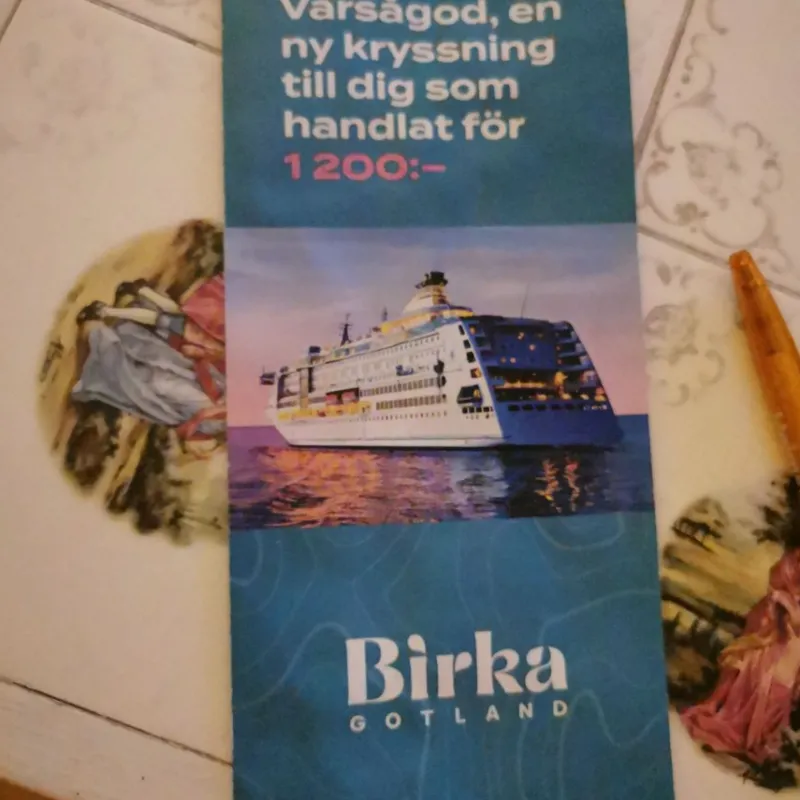 Varsågod, en
ny kryssning
till dig som
handlat för
1 200:-
Birka
GOTLAND